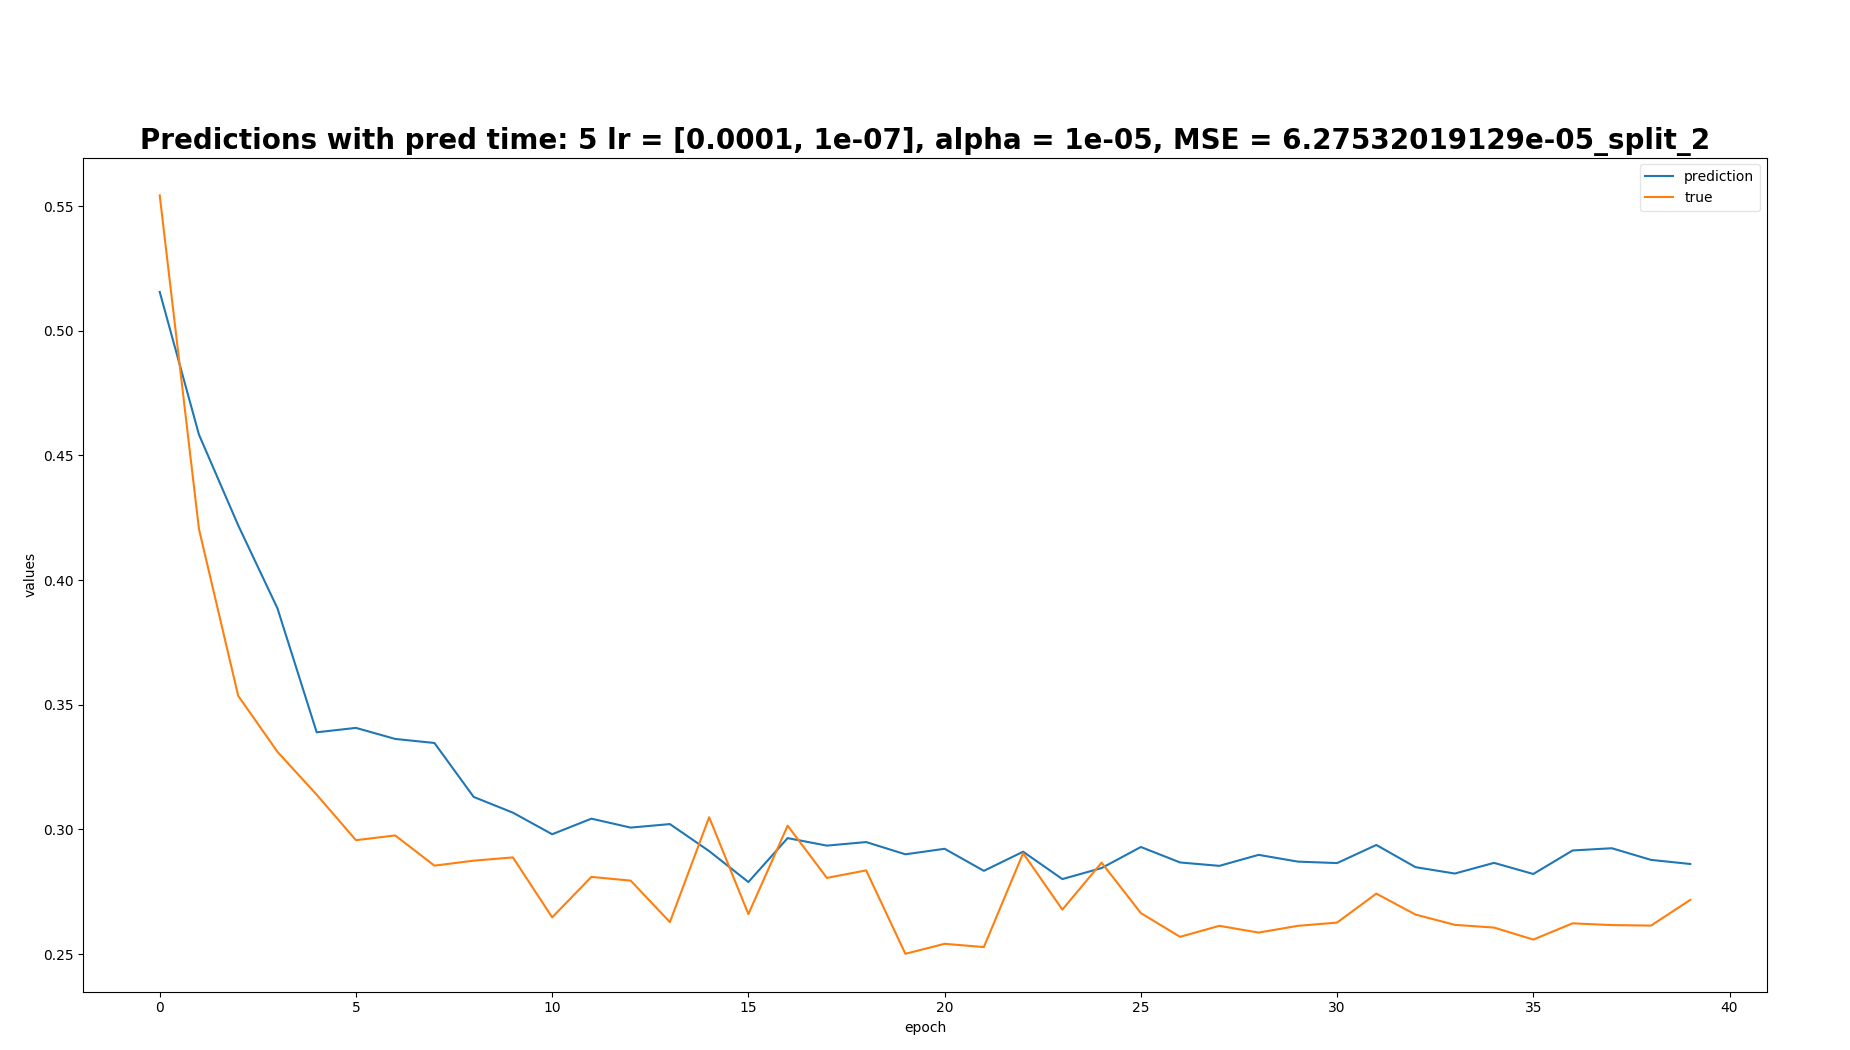 Predictions with pred time: 5 lr = [0.0001, 1e-07], alpha = 1e-05, MSE = 6.27532019129e-05_split_2
prediction
true
0.55
0.50
0.45
0.40
0.35
0.30
0.25
values
0 5 10 15 20 25 30 35 40
epoch